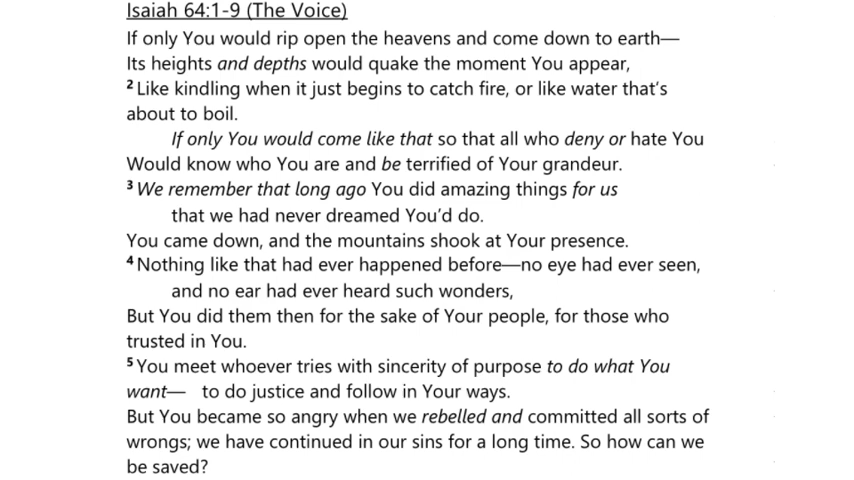 Isaiah 64:1-9 (The Voice)
If only You would rip open the heavens and come down to earth—
Its heights and depths would quake the moment You appear,
2 Like kindling when it just begins to catch fire, or like water that's
about to boil.
If only You would come like that so that all who deny or hate You
Would know who You are and be terrified of Your grandeur.
3 We remember that long ago You did amazing things for us
that we had never dreamed You'd do.
You came down, and the mountains shook at Your presence.
4 Nothing like that had ever happened before—no eye had ever seen,
and no ear had ever heard such wonders,
But You did them then for the sake of Your people, for those who
trusted in You.
5 You meet whoever tries with sincerity of purpose to do what You
want— to do justice and follow in Your ways.
But You became so angry when we rebelled and committed all sorts of
wrongs; we have continued in our sins for a long time. So how can we
be saved?